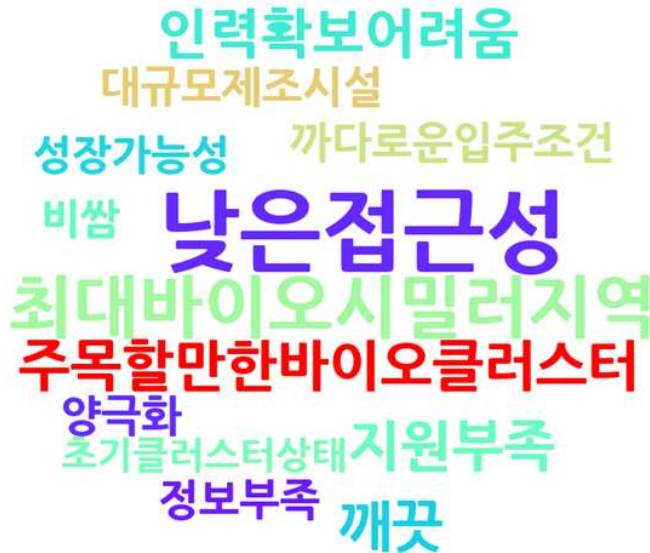 인력확보어려움
대규모제조시설
까다로운입주조건
성장가능성
비쌈
낮은접근성
최대바이오시밀러지역
주목할만한바이오클러스터
양극화
초기클러스터상태
지원부족
정보부족
깨끗